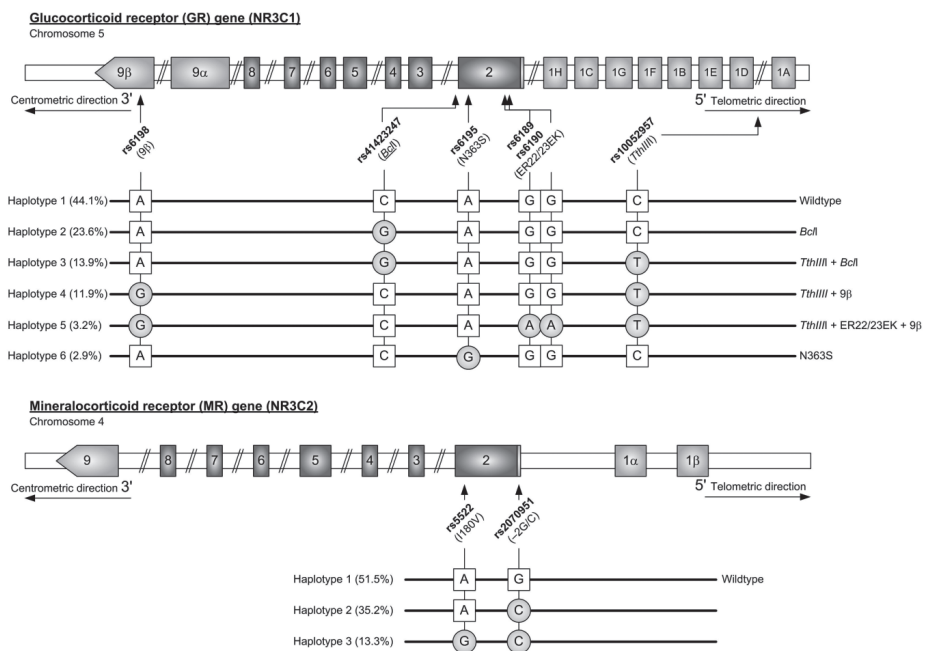 Glucocorticoid receptor (GR) gene (NR3C1)
Chromosome 5
9β 9α 8 7 6 5 4 3 2 1H 1C 1G 1F 1B 1E 1D 1A
Centrometric direction 3' 5' Telometric direction
rs6198
(9β)
rs41423247
(BclI)
rs6195
(N363S)
rs6189
rs6190
(ER22/23EK)
rs10052957
(TthIIII)
Haplotype 1 (44.1%) A C A G G C Wildtype
Haplotype 2 (23.6%) A G A G G C BclI
Haplotype 3 (13.9%) A G A G G T TthIIII + BclI
Haplotype 4 (11.9%) G C A G G T TthIIII + 9β
Haplotype 5 (3.2%) G C A A A T TthIIII + ER22/23EK + 9β
Haplotype 6 (2.9%) A C G G G C N363S
Mineralocorticoid receptor (MR) gene (NR3C2)
Chromosome 4
9 8 7 6 5 4 3 2 1α 1β
Centrometric direction 3' 5' Telometric direction
rs5522
(I180V)
rs2070951
(–2G/C)
Haplotype 1 (51.5%) A G Wildtype
Haplotype 2 (35.2%) A C
Haplotype 3 (13.3%) G C